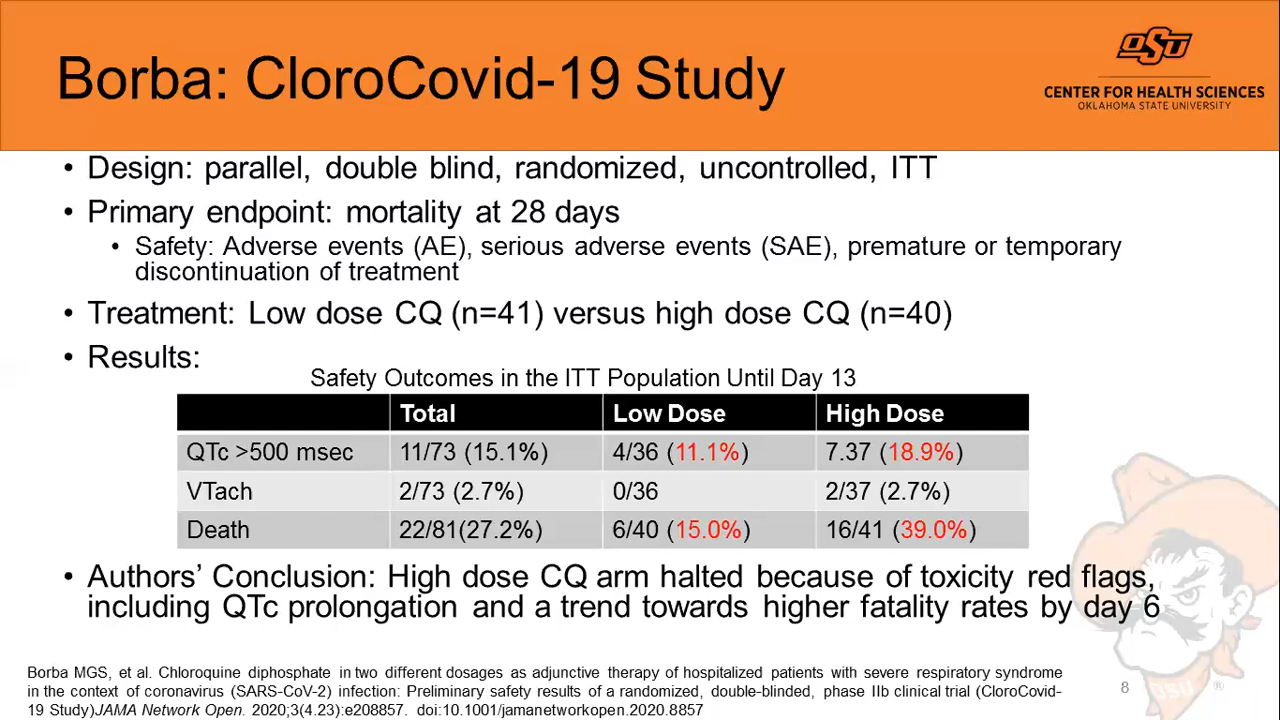 Borba: CloroCovid-19 Study
OSU
CENTER FOR HEALTH SCIENCES
OKLAHOMA STATE UNIVERSITY
• Design: parallel, double blind, randomized, uncontrolled, ITT
• Primary endpoint: mortality at 28 days
• Safety: Adverse events (AE), serious adverse events (SAE), premature or temporary
discontinuation of treatment
• Treatment: Low dose CQ (n=41) versus high dose CQ (n=40)
• Results:
Safety Outcomes in the ITT Population Until Day 13
Total Low Dose High Dose
QTc >500 msec 11/73 (15.1%) 4/36 (11.1%) 7.37 (18.9%)
VTach 2/73 (2.7%) 0/36 2/37 (2.7%)
Death 22/81(27.2%) 6/40 (15.0%) 16/41 (39.0%)
• Authors’ Conclusion: High dose CQ arm halted because of toxicity red flags,
including QTc prolongation and a trend towards higher fatality rates by day 6
Borba MGS, et al. Chloroquine diphosphate in two different dosages as adjunctive therapy of hospitalized patients with severe respiratory syndrome
in the context of coronavirus (SARS-CoV-2) infection: Preliminary safety results of a randomized, double-blinded, phase IIb clinical trial (CloroCovid-
19 Study)JAMA Network Open. 2020;3(4.23):e208857. doi:10.1001/jamanetworkopen.2020.8857
8
®